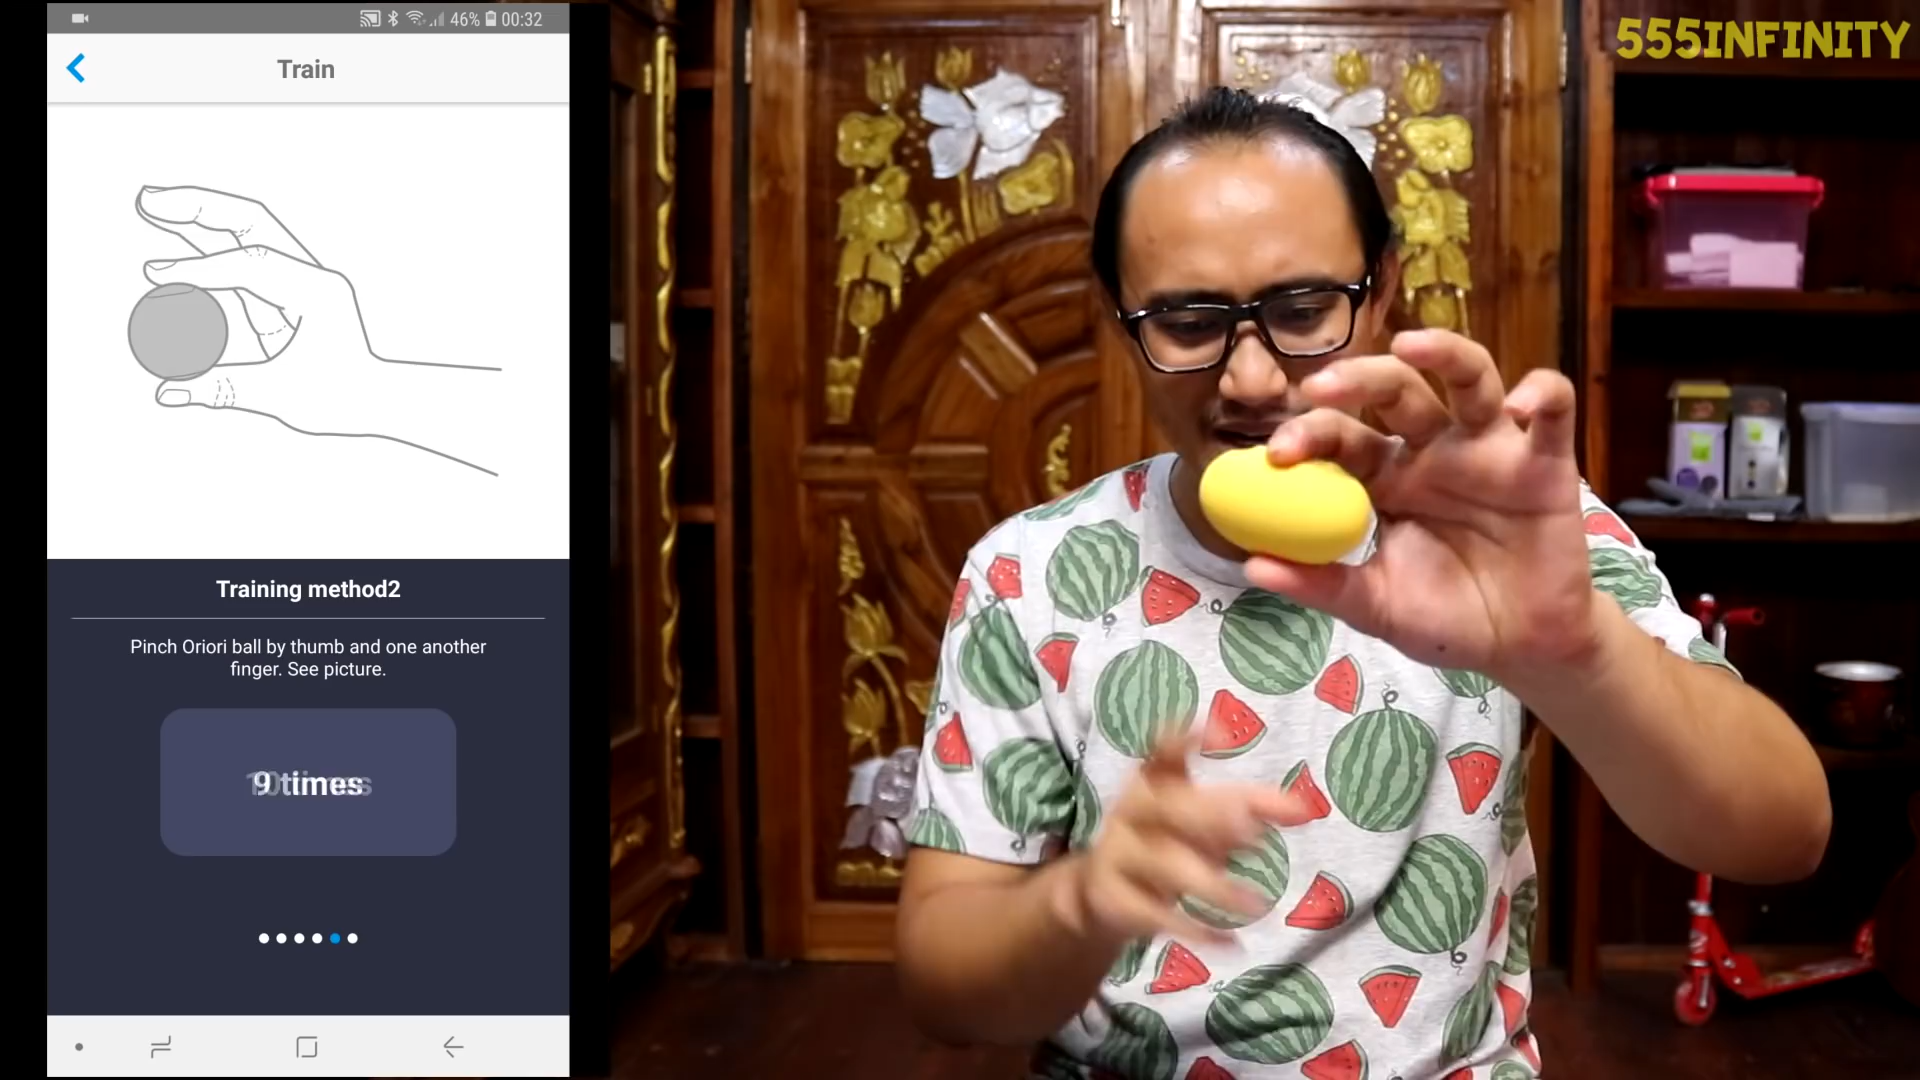 46% 00:32
Train
555INFINITY
Training method2
Pinch Oriori ball by thumb and one another
finger. See picture.
9 times